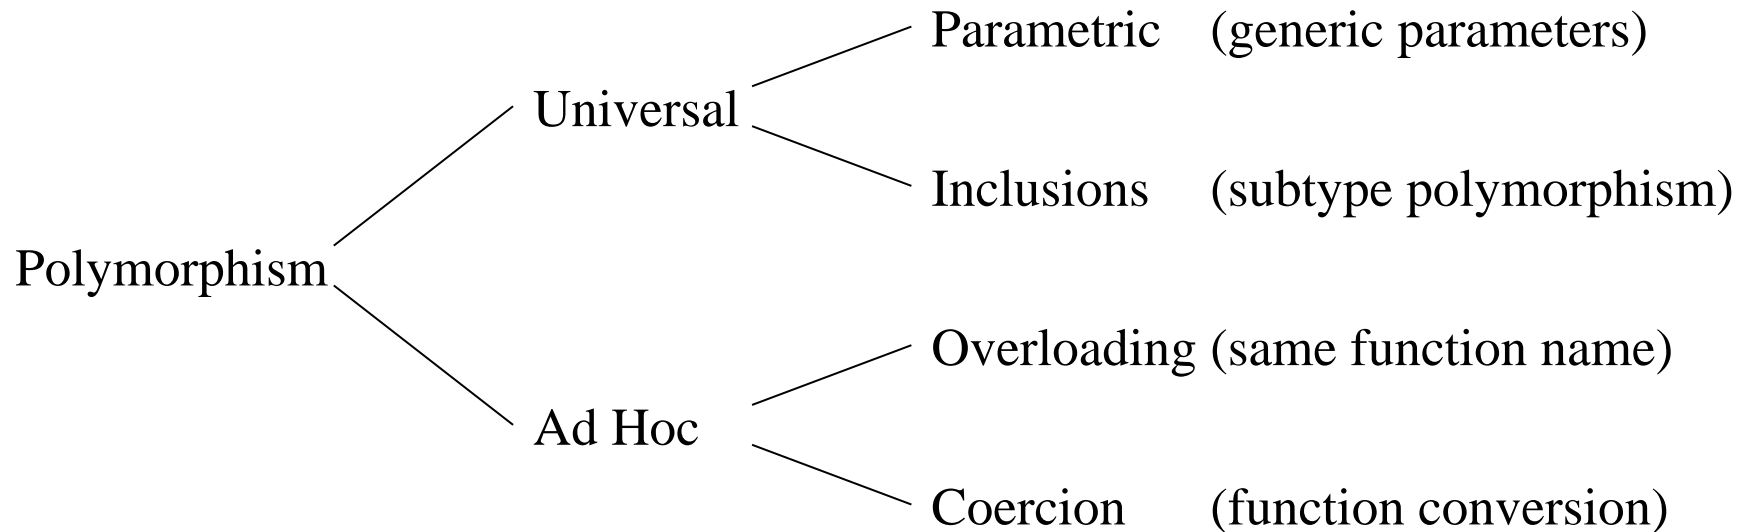 Parametric (generic parameters)
Universal
Inclusions (subtype polymorphism)
Polymorphism
Overloading (same function name)
Ad Hoc
Coercion (function conversion)